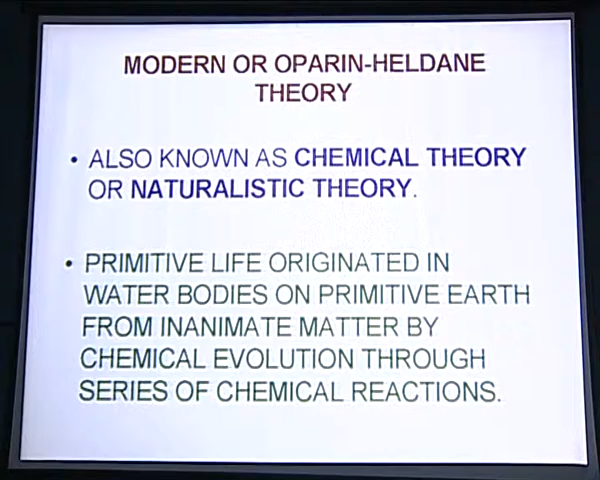 MODERN OR OPARIN-HELDANE
THEORY
• ALSO KNOWN AS CHEMICAL THEORY
OR NATURALISTIC THEORY.
• PRIMITIVE LIFE ORIGINATED IN
WATER BODIES ON PRIMITIVE EARTH
FROM INANIMATE MATTER BY
CHEMICAL EVOLUTION THROUGH
SERIES OF CHEMICAL REACTIONS.